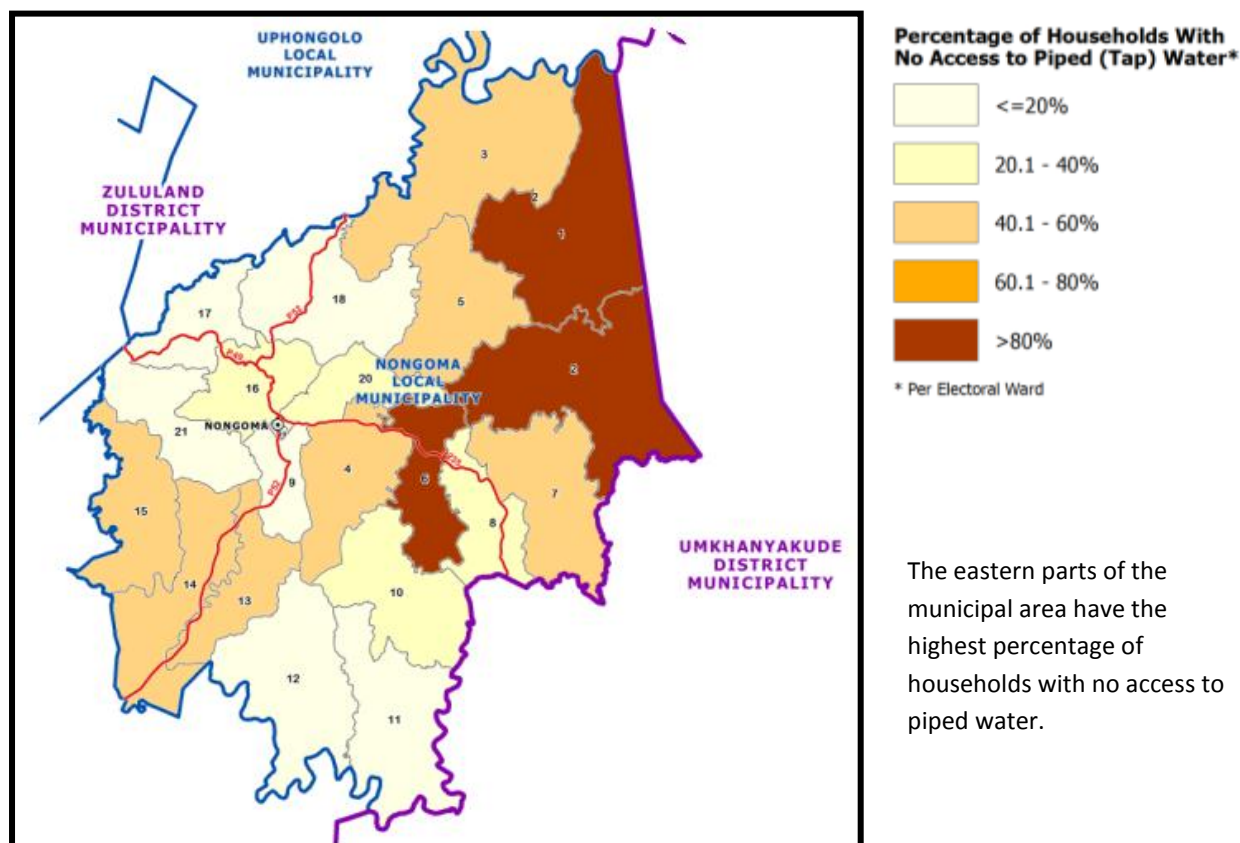 UPHONGOLO
LOCAL
MUNICIPALITY
ZULULAND
DISTRICT
MUNICIPALITY
3
2
1
17
18
P53
5
P49
16
20
NONGOMA
LOCAL
MUNICIPALITY
2
NONGOMA
21
4
9
6
7
P52
15
8
14
13
10
UMKHANYAKUDE
DISTRICT
MUNICIPALITY
12
11
Percentage of Households With
No Access to Piped (Tap) Water*
<=20%
20.1 - 40%
40.1 - 60%
60.1 - 80%
>80%
* Per Electoral Ward
The eastern parts of the
municipal area have the
highest percentage of
households with no access to
piped water.